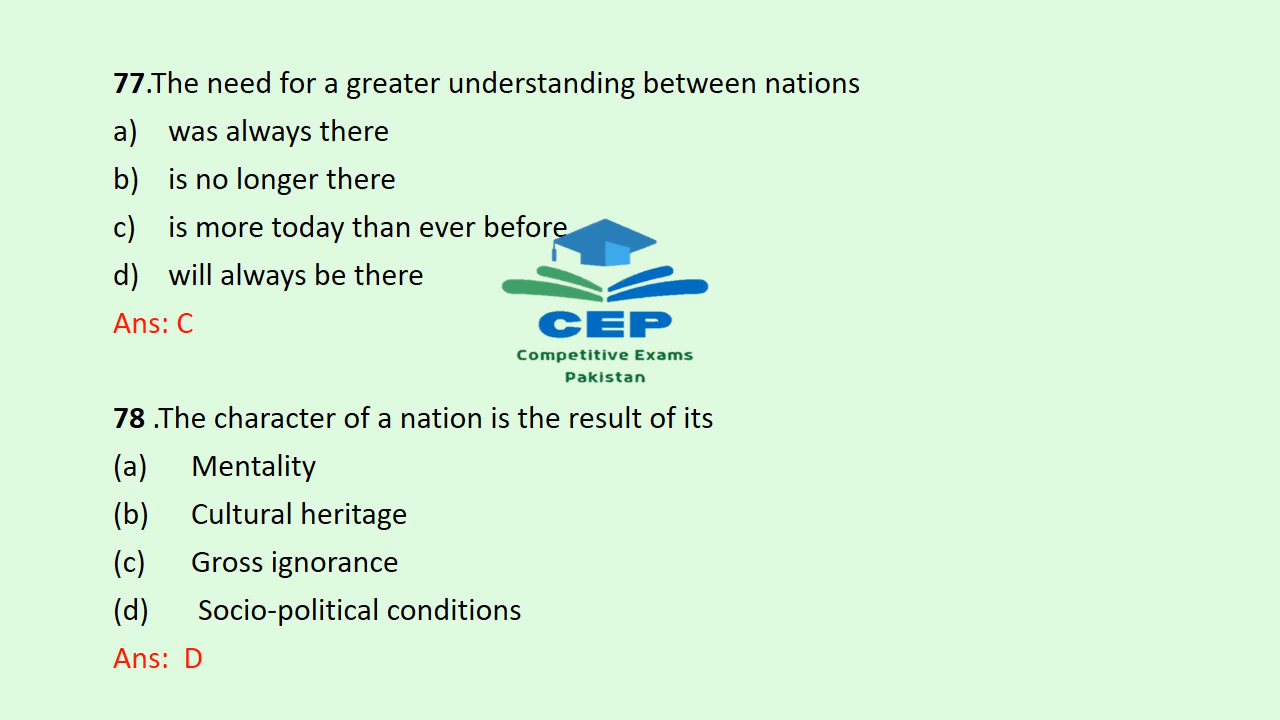 77.The need for a greater understanding between nations
a) was always there
b) is no longer there
c) is more today than ever before
d) will always be there
Ans: C
CEP
Competitive Exams
Pakistan
78 .The character of a nation is the result of its
(a) Mentality
(b) Cultural heritage
(c) Gross ignorance
(d) Socio-political conditions
Ans: D